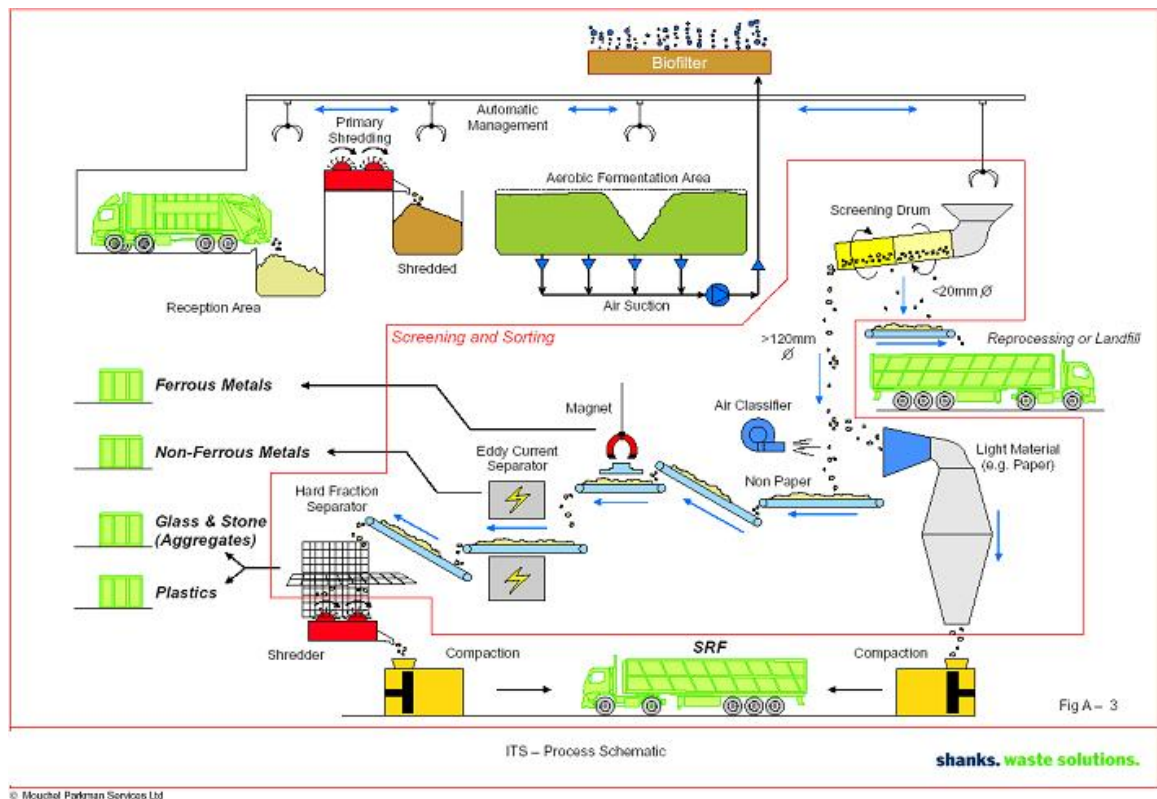 Biofilter
Automatic
Management
Primary
Shredding
Aerobic Fermentation Area
Screening Drum
Shredded
Reception Area
Air Suction
<20mm Ø
Screening and Sorting
>120mm
Ø
Reprocessing or Landfill
Ferrous Metals
Magnet
Air Classifier
Non-Ferrous Metals
Eddy Current
Separator
Light Material
(e.g. Paper)
Non Paper
Hard Fraction
Separator
Glass & Stone
(Aggregates)
Plastics
Shredder
Compaction
SRF
Compaction
Fig A – 3
ITS – Process Schematic
shanks. waste solutions.
© Mouchel Parkman Services Ltd